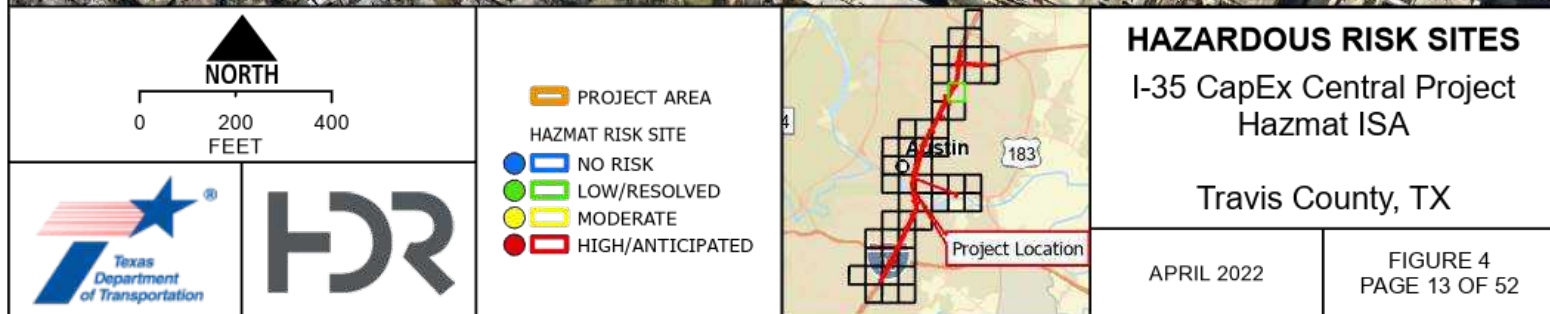 NORTH
0 200 400
FEET
Texas
Department
of Transportation
®
HDR
PROJECT AREA
HAZMAT RISK SITE
NO RISK
LOW/RESOLVED
MODERATE
HIGH/ANTICIPATED
4
Austin
183
Project Location
HAZARDOUS RISK SITES
I-35 CapEx Central Project
Hazmat ISA
Travis County, TX
APRIL 2022
FIGURE 4
PAGE 13 OF 52